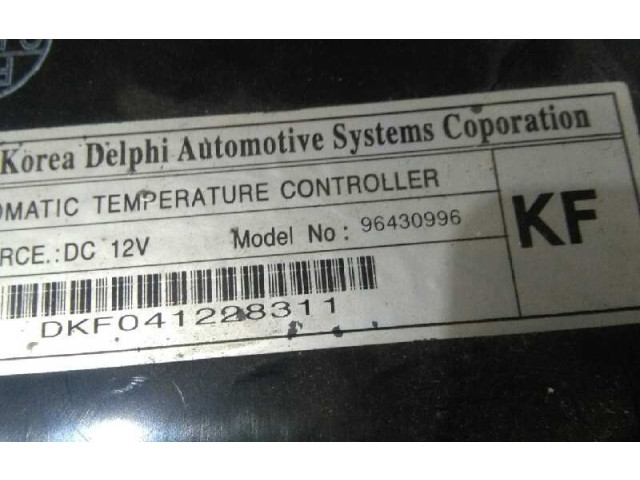 Korea Delphi Automotive Systems Coporation
OMATIC TEMPERATURE CONTROLLER
RCE.:DC 12V Model No: 96430996
KF
DKF041228311